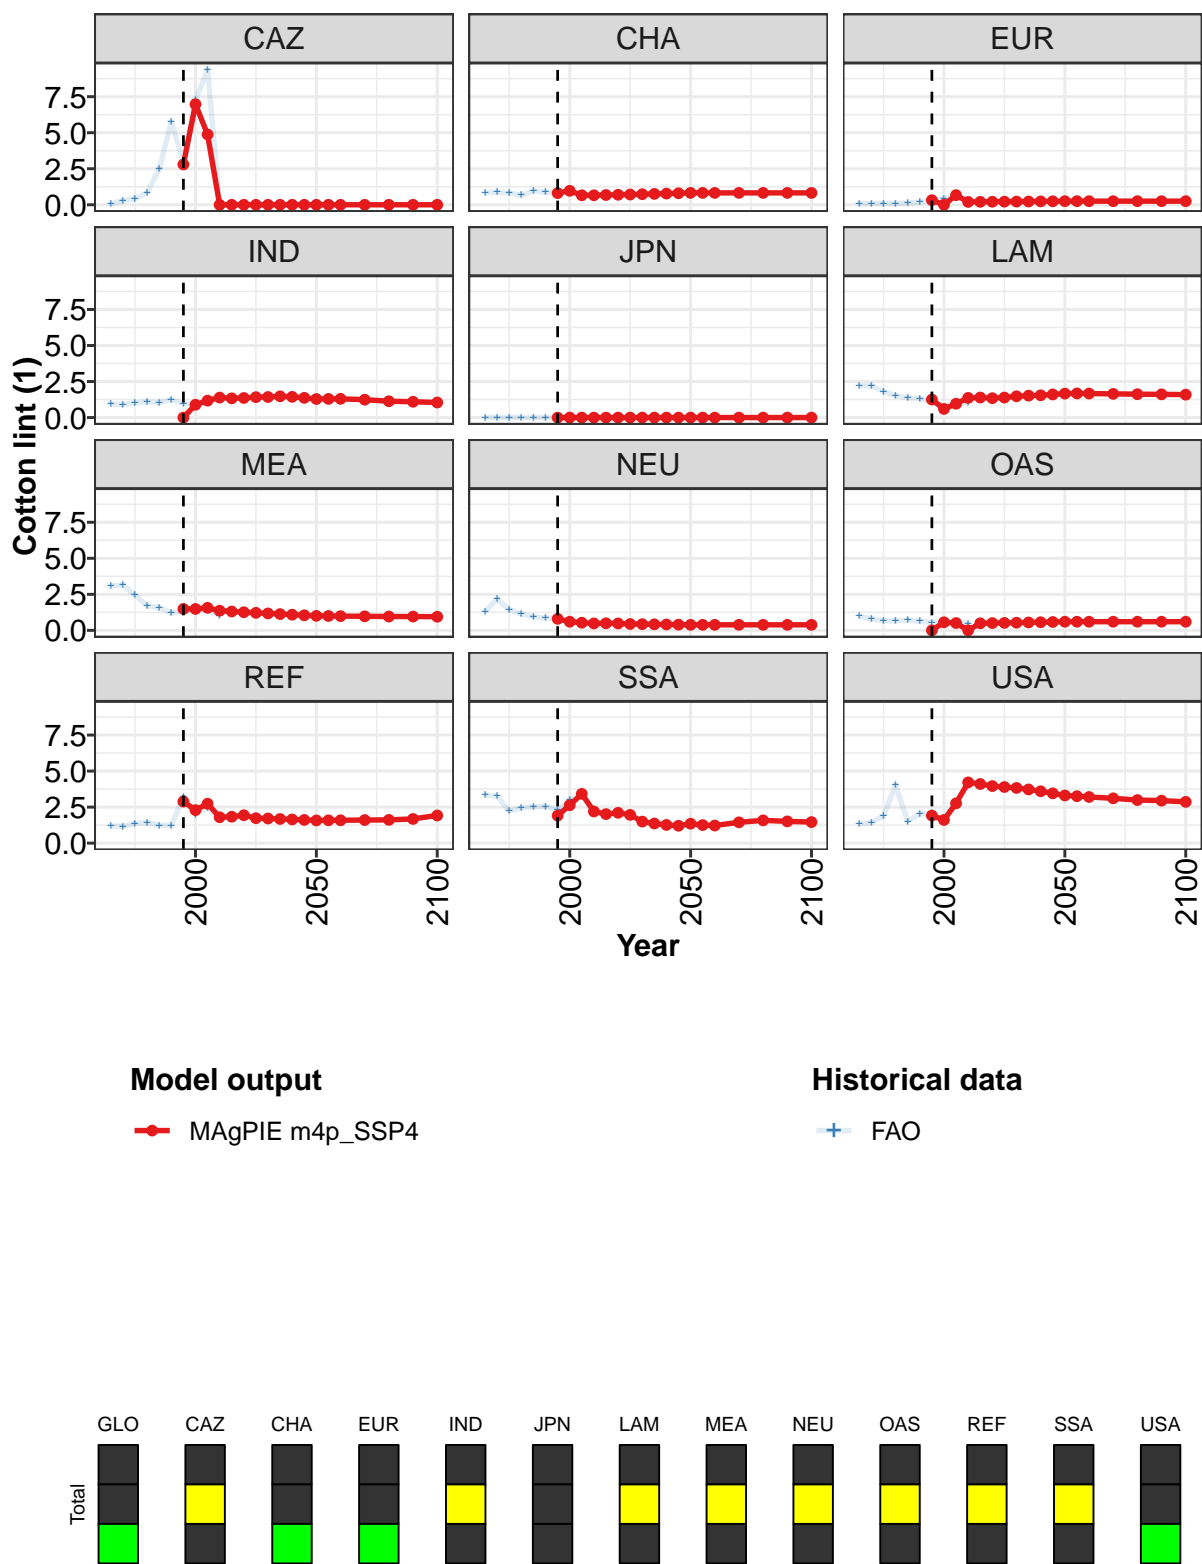 CAZ CHA EUR
7.5
5.0
2.5
0.0
IND JPN LAM
7.5
5.0
2.5
0.0
MEA NEU OAS
7.5
5.0
2.5
0.0
REF SSA USA
7.5
5.0
2.5
0.0
Cotton lint (1)
2000 2050 2100 2000 2050 2100 2000 2050 2100
Year
Model output Historical data
MAgPIE m4p_SSP4 FAO
GLO CAZ CHA EUR IND JPN LAM MEA NEU OAS REF SSA USA
Total